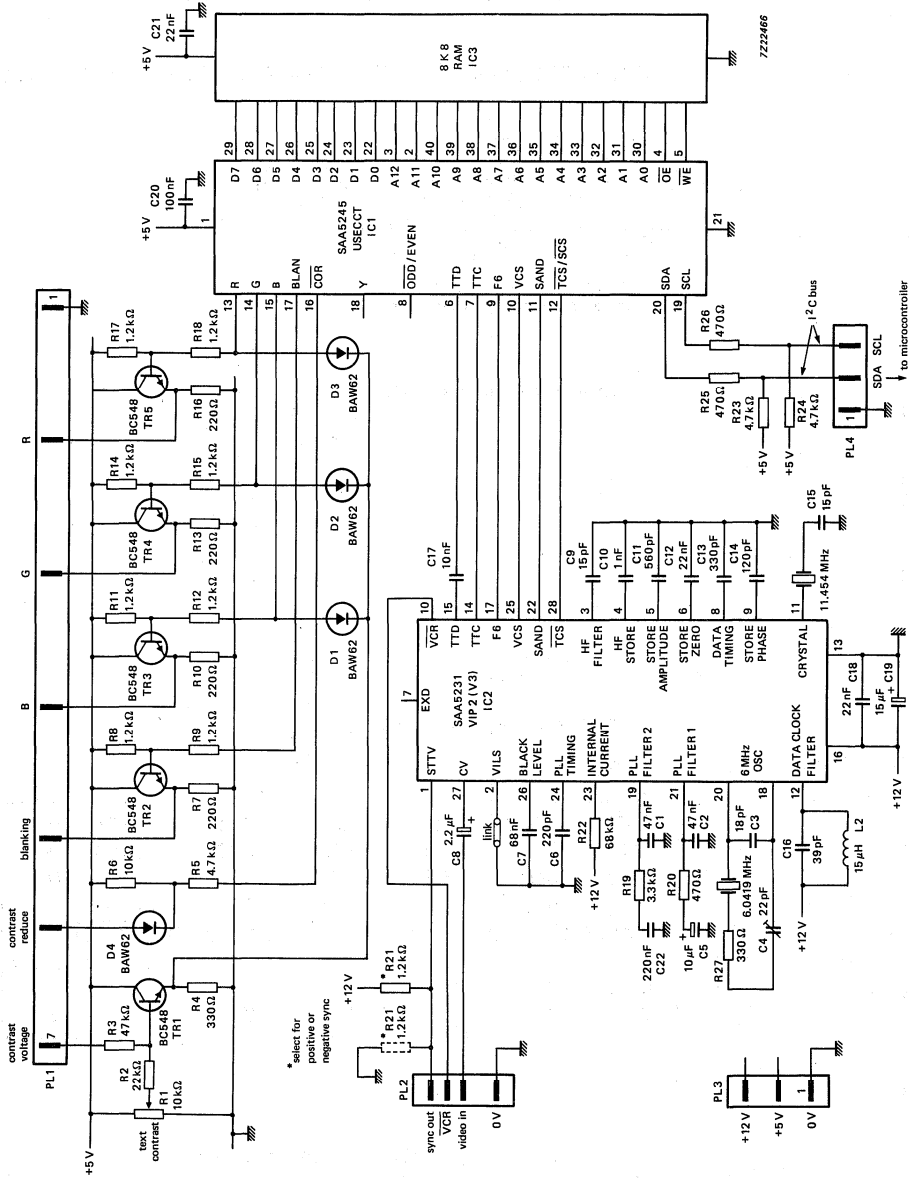 PL1
contrast
voltage
7
contrast
reduce
blanking
B
G
R
1
+5 V
R3
47 kΩ
R2
22kΩ
R1
10kΩ
text
contrast
BC548
TR1
R4
330Ω
D4
BAW62
R6
10kΩ
R5
4.7kΩ
BC548
TR2
R7
220Ω
R8
1.2kΩ
R9
1.2kΩ
BC548
TR3
R10
220Ω
R11
1.2kΩ
R12
1.2kΩ
BC548
TR4
R13
220Ω
R14
1.2kΩ
R15
1.2kΩ
BC548
TR5
R16
220Ω
R17
1.2kΩ
R18
1.2kΩ
D1
BAW62
D2
BAW62
D3
BAW62
+5 V
C20
100nF
1
SAA5245
USECCT
IC1
13 R
14 G
15 B
17 BLAN
16 COR
18 Y
8 ODD/EVEN
6 TTD
7 TTC
9 F6
10 VCS
11 SAND
12 TCS/SCS
20 SDA
19 SCL
21
D7 29
D6 28
D5 27
D4 26
D3 25
D2 24
D1 23
D0 22
A12 3
A11 2
A10 40
A9 39
A8 38
A7 37
A6 36
A5 35
A4 34
A3 33
A2 32
A1 31
A0 30
OE 4
WE 5
+5 V
C21
22nF
8 K 8
RAM
IC3
7Z22466
R25
470Ω
R26
470Ω
R23
4.7kΩ
R24
4.7kΩ
+5 V
+5 V
I2C bus
PL4
1
SDA
SCL
to microcontroller
*select for
positive or
negative sync
+12V
*R21
1.2kΩ
*R21
1.2kΩ
PL2
sync out
VCR
video in
0V
PL3
+12V
+5V
0V
1
SAA5231
VIP 2 (V3)
IC2
7
EXD
1
STTV
27
CV
2
VILS
26
BLACK
LEVEL
24
PLL
TIMING
23
INTERNAL
CURRENT
19
PLL
FILTER 2
21
PLL
FILTER 1
20
6MHz
OSC
18
12
DATA CLOCK
FILTER
10
VCR
15
TTD
14
TTC
17
F6
25
VCS
22
SAND
28
TCS
3
HF
FILTER
4
HF
STORE
5
STORE
AMPLITUDE
6
STORE
ZERO
8
DATA
TIMING
9
STORE
PHASE
11
CRYSTAL
16
13
2.2 µF
C8
+
link
68nF
C7
220pF
C6
R22
68kΩ
+12V
47nF
C1
R19
3.3kΩ
220nF
C22
47nF
C2
R20
470Ω
10µF
C5
+
18pF
C3
6.0419 MHz
R27
330Ω
22 pF
C4
C16
39 pF
L2
15µH
+12 V
C17
10nF
C9
15pF
C10
1nF
C11
560pF
C12
22nF
C13
330pF
C14
120pF
C15
15pF
11.454 MHz
22nF
C18
15µF
C19
+
+12V